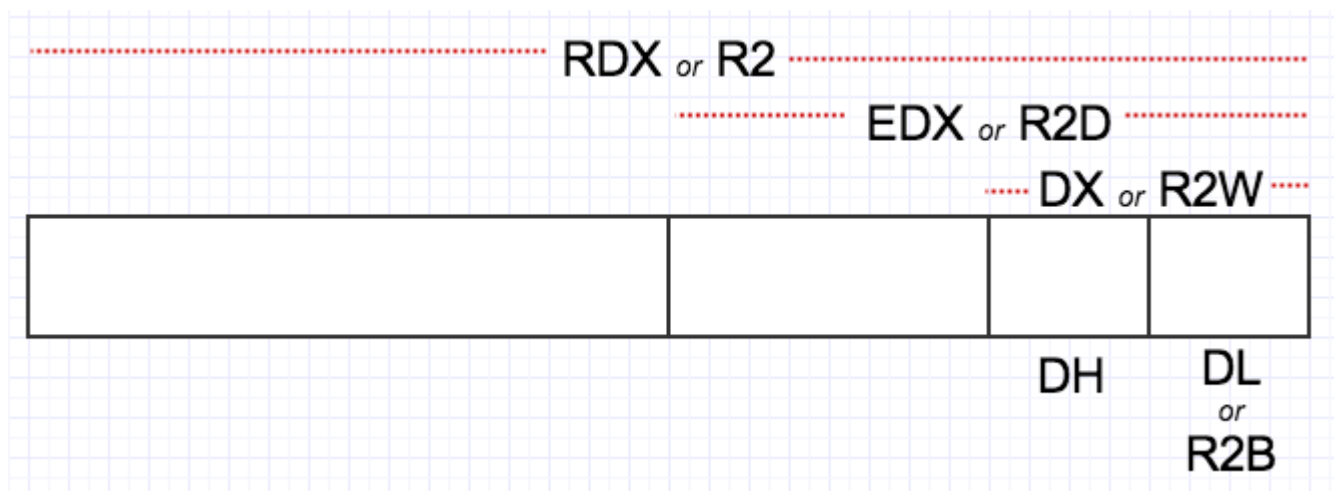 RDX or R2
EDX or R2D
DX or R2W
DH
DL
or
R2B